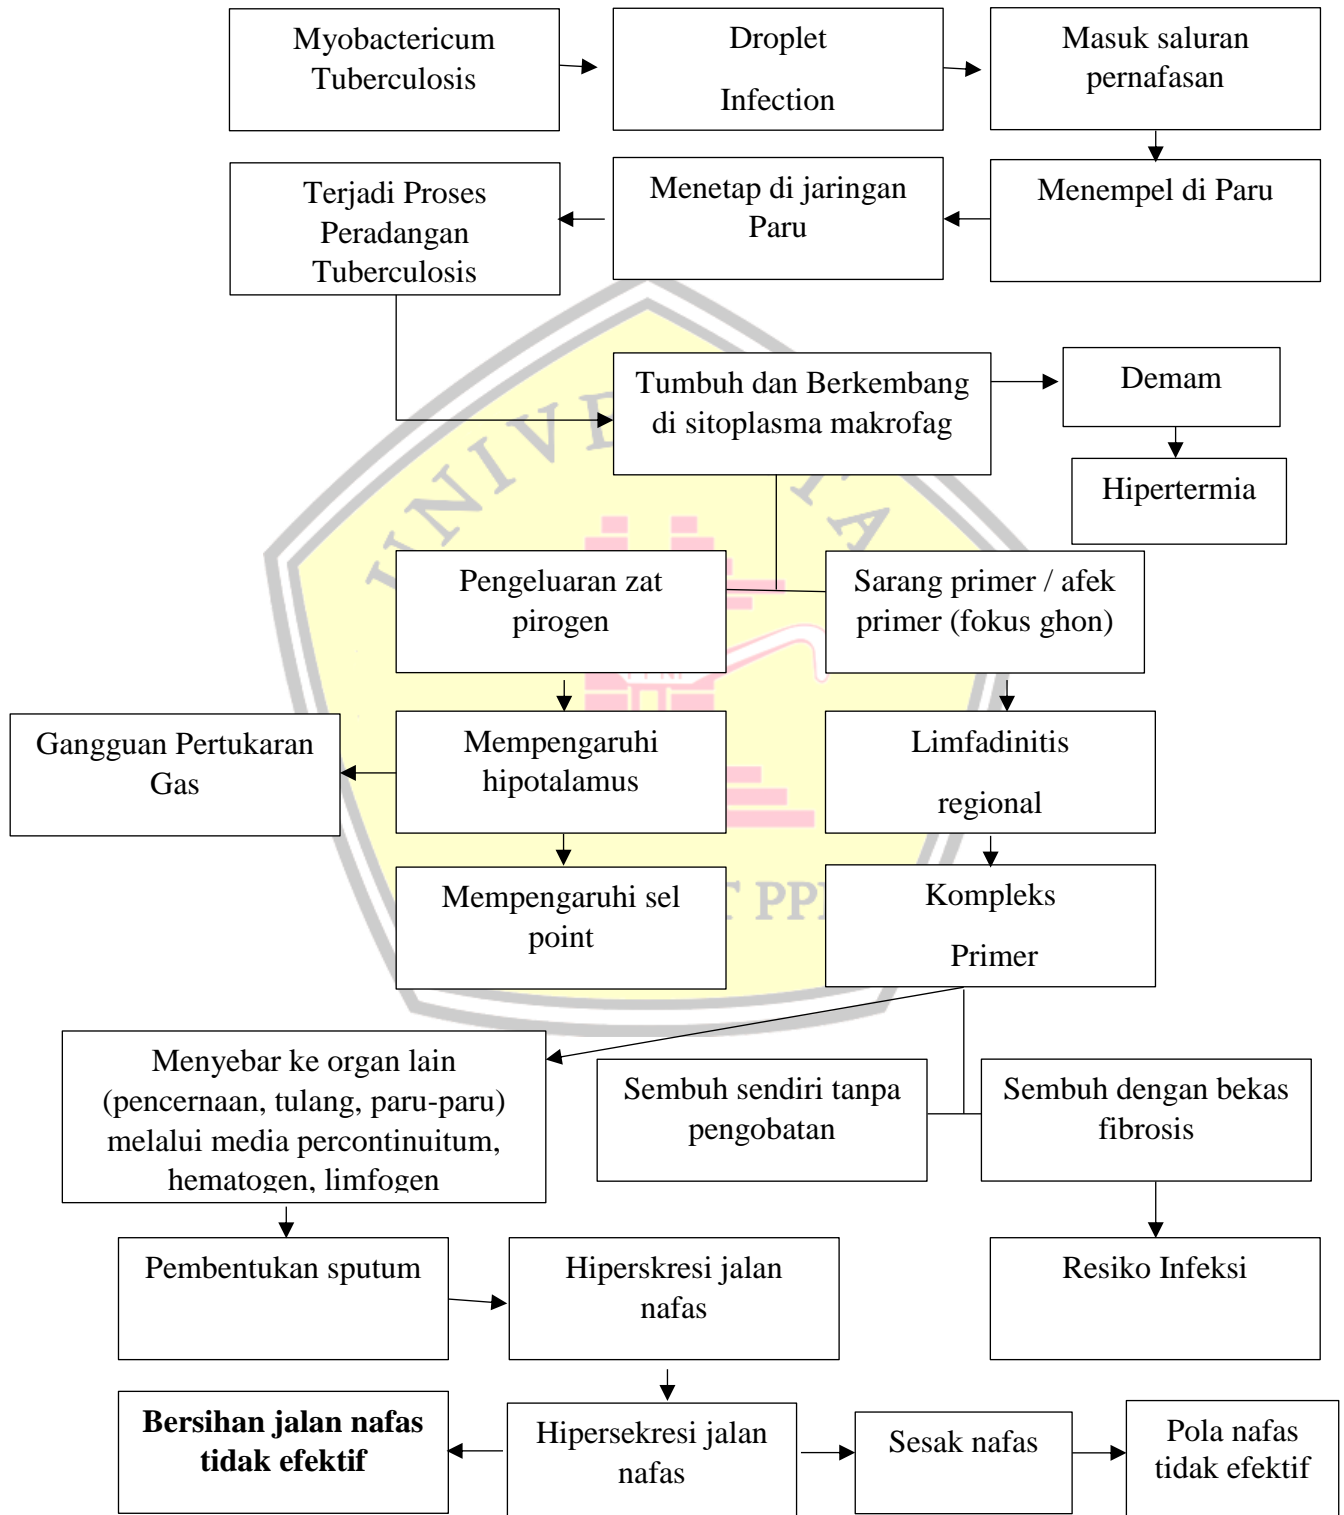 Myobactericum
Tuberculosis
Droplet
Infection
Masuk saluran
pernafasan
Terjadi Proses
Peradangan
Tuberculosis
Menetap di jaringan
Paru
Menempel di Paru
Tumbuh dan Berkembang
di sitoplasma makrofag
Demam
Hipertermia
Pengeluaran zat
pirogen
Sarang primer / afek
primer (fokus ghon)
Gangguan Pertukaran
Gas
Mempengaruhi
hipotalamus
Limfadinitis
regional
Mempengaruhi sel
point
Kompleks
Primer
Menyebar ke organ lain
(pencernaan, tulang, paru-paru)
melalui media percontinuitum,
hematogen, limfogen
Sembuh sendiri tanpa
pengobatan
Sembuh dengan bekas
fibrosis
Pembentukan sputum
Hiperskresi jalan
nafas
Resiko Infeksi
Bersihan jalan nafas
tidak efektif
Hipersekresi jalan
nafas
Sesak nafas
Pola nafas
tidak efektif